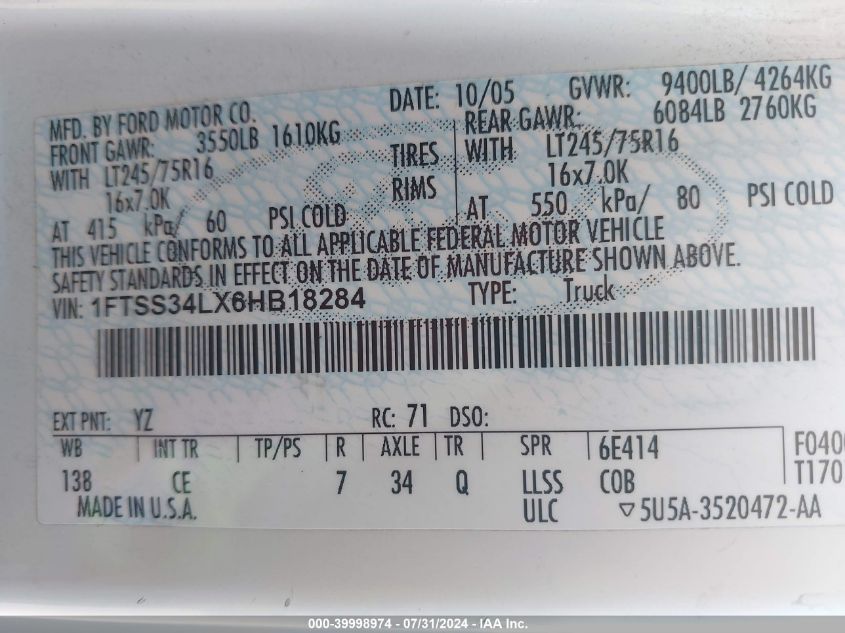 MFD. BY FORD MOTOR CO.
DATE: 10/05 GVWR: 9400LB/ 4264KG
FRONT GAWR: 3550LB 1610KG
REAR GAWR: 6084LB 2760KG
WITH LT245/75R16 TIRES WITH LT245/75R16
16x7.0K RIMS 16x7.0K
AT 415 kPa/ 60 PSI COLD AT 550 kPa/ 80 PSI COLD
THIS VEHICLE CONFORMS TO ALL APPLICABLE FEDERAL MOTOR VEHICLE
SAFETY STANDARDS IN EFFECT ON THE DATE OF MANUFACTURE SHOWN ABOVE.
VIN: 1FTSS34LX6HB18284 TYPE: Truck
EXT PNT: YZ RC: 71 DSO:
WB INT TR TP/PS R AXLE TR SPR 6E414 F040
138 CE 7 34 Q LLSS COB T170
MADE IN U.S.A. ULC ▽5U5A-3520472-AA
000-39998974 / 07/31/2024 - IAA Inc.